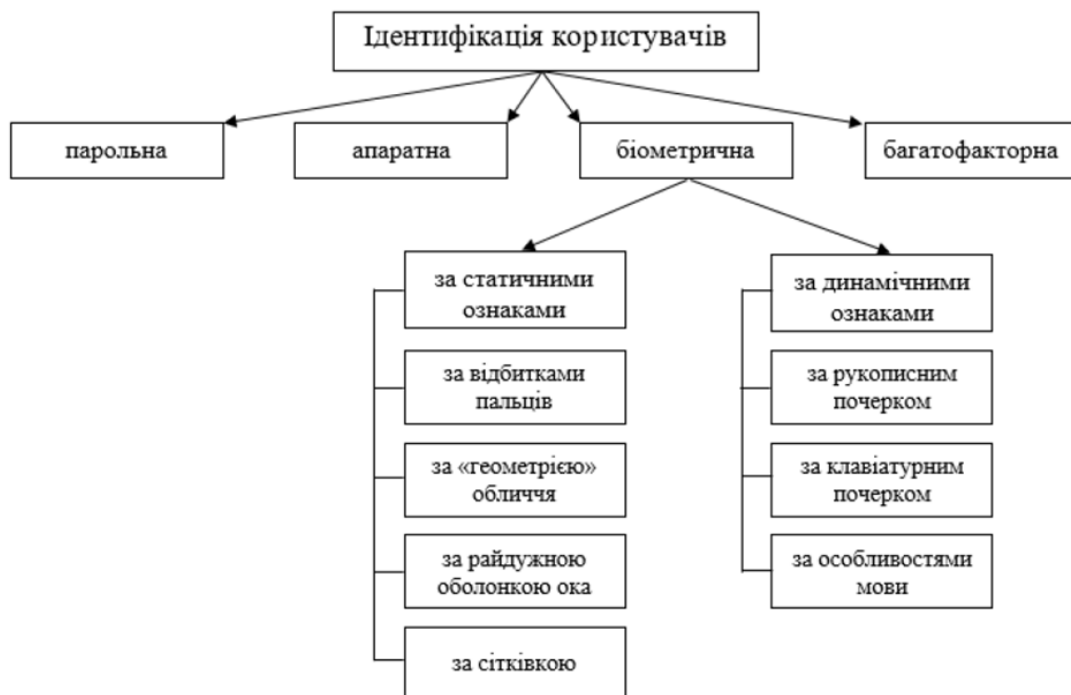 Ідентифікація користувачів
парольна
апаратна
біометрична
багатофакторна
за статичними
ознаками
за динамічними
ознаками
за відбитками
пальців
за рукописним
почерком
за «геометрією»
обличчя
за клавіатурним
почерком
за райдужною
оболонкою ока
за особливостями
мови
за сітківкою